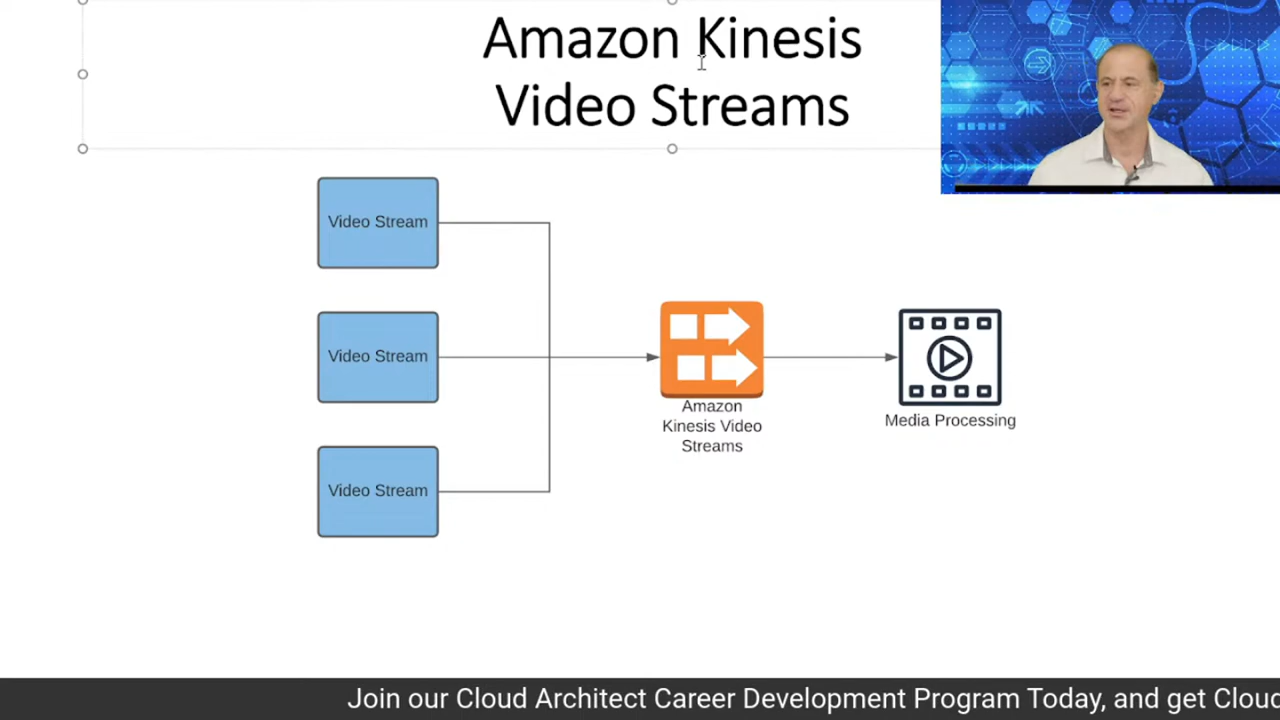 Amazon Kinesis
Video Streams
Video Stream
Video Stream
Video Stream
Amazon
Kinesis Video
Streams
Media Processing
Join our Cloud Architect Career Development Program Today, and get Cloud